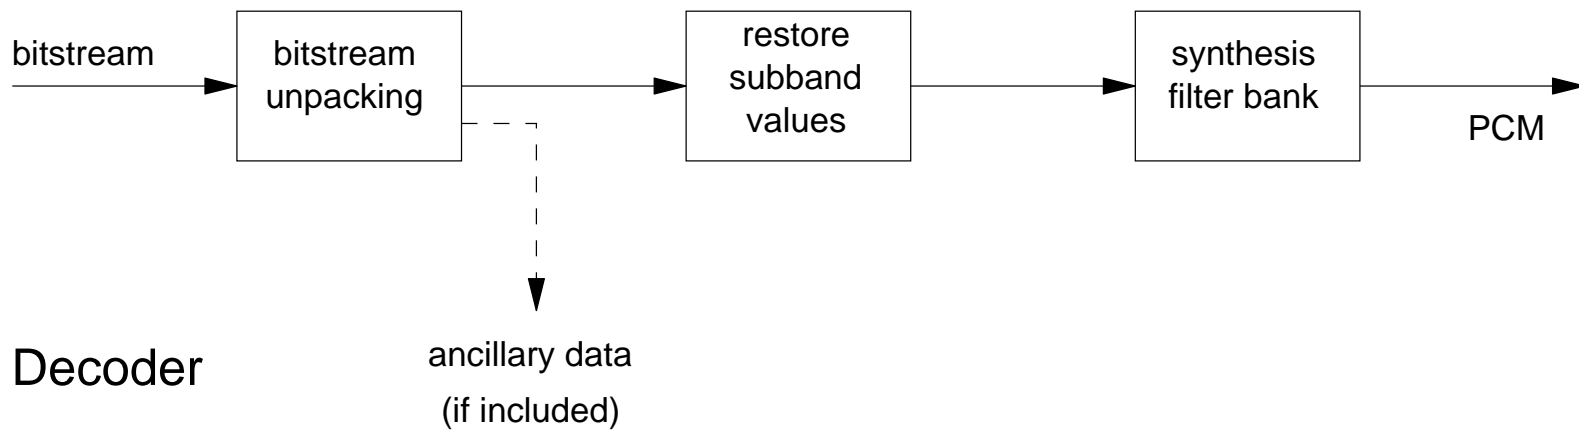 bitstream
bitstream
unpacking
restore
subband
values
synthesis
filter bank
PCM
Decoder
ancillary data
(if included)